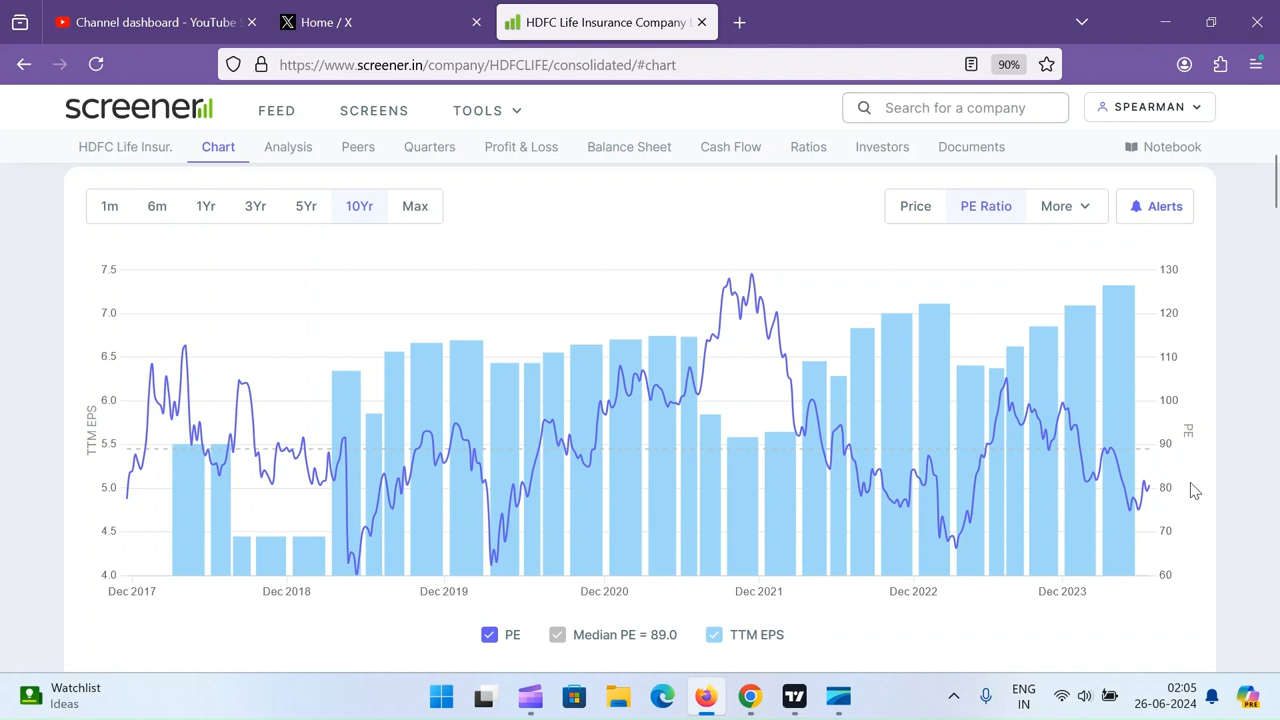 Channel dashboard - YouTube S
Home / X
HDFC Life Insurance Company
https://www.screener.in/company/HDFCLIFE/consolidated/#chart
90%
screener
FEED
SCREENS
TOOLS
Search for a company
SPEARMAN
HDFC Life Insur.
Chart
Analysis
Peers
Quarters
Profit & Loss
Balance Sheet
Cash Flow
Ratios
Investors
Documents
Notebook
1m 6m 1Yr 3Yr 5Yr 10Yr Max
Price PE Ratio More Alerts
7.5
7.0
6.5
6.0
5.5
5.0
4.5
4.0
TTM EPS
130
120
110
100
90
80
70
60
PE
Dec 2017 Dec 2018 Dec 2019 Dec 2020 Dec 2021 Dec 2022 Dec 2023
PE Median PE = 89.0 TTM EPS
Watchlist
Ideas
ENG
IN
02:05
26-06-2024
PRE